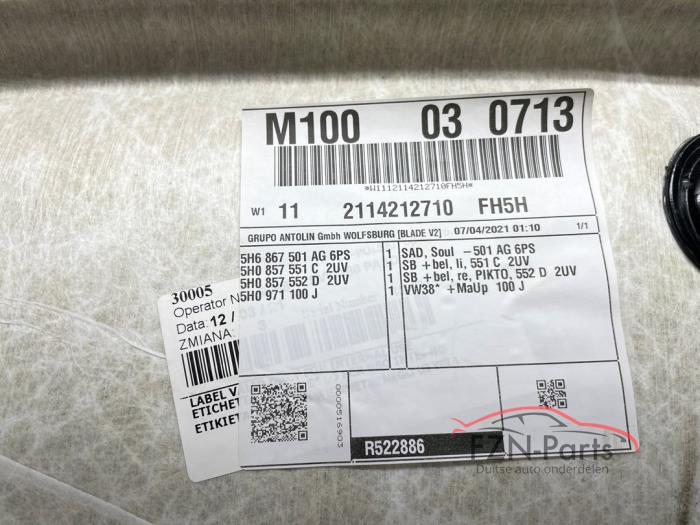 M100 03 0713
*W1112114212710FH5H*
W1 11 2114212710 FH5H
GRUPO ANTOLIN GmbH WOLFSBURG [BLADE V2] 07/04/2021 01:10 1/1
5H6 867 501 AG 6PS 1 SAD, Soul -501 AG 6PS
5H0 857 551 C 2UV 1 SB +bel, li, 551 C 2UV
5H0 857 552 D 2UV 1 SB +bel, re, PIKTO, 552 D 2UV
5H0 971 100 J 1 VW38* +MaUp 100 J
30005
Operator N
Data: 12 /
ZMIANA:
LABEL V
ETICHET
ETIKIET
0000516903
R522886
FZN-Parts
Duitse auto onderdelen